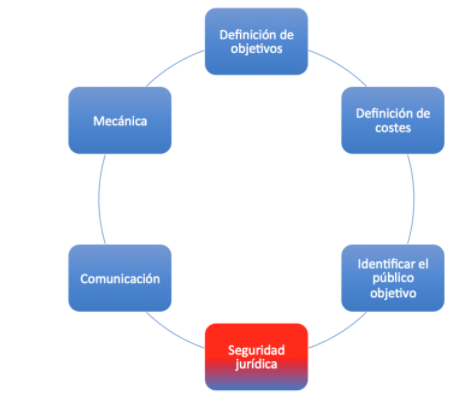 Definición de
objetivos
Definición de
costes
Identificar el
público
objetivo
Seguridad
jurídica
Comunicación
Mecánica